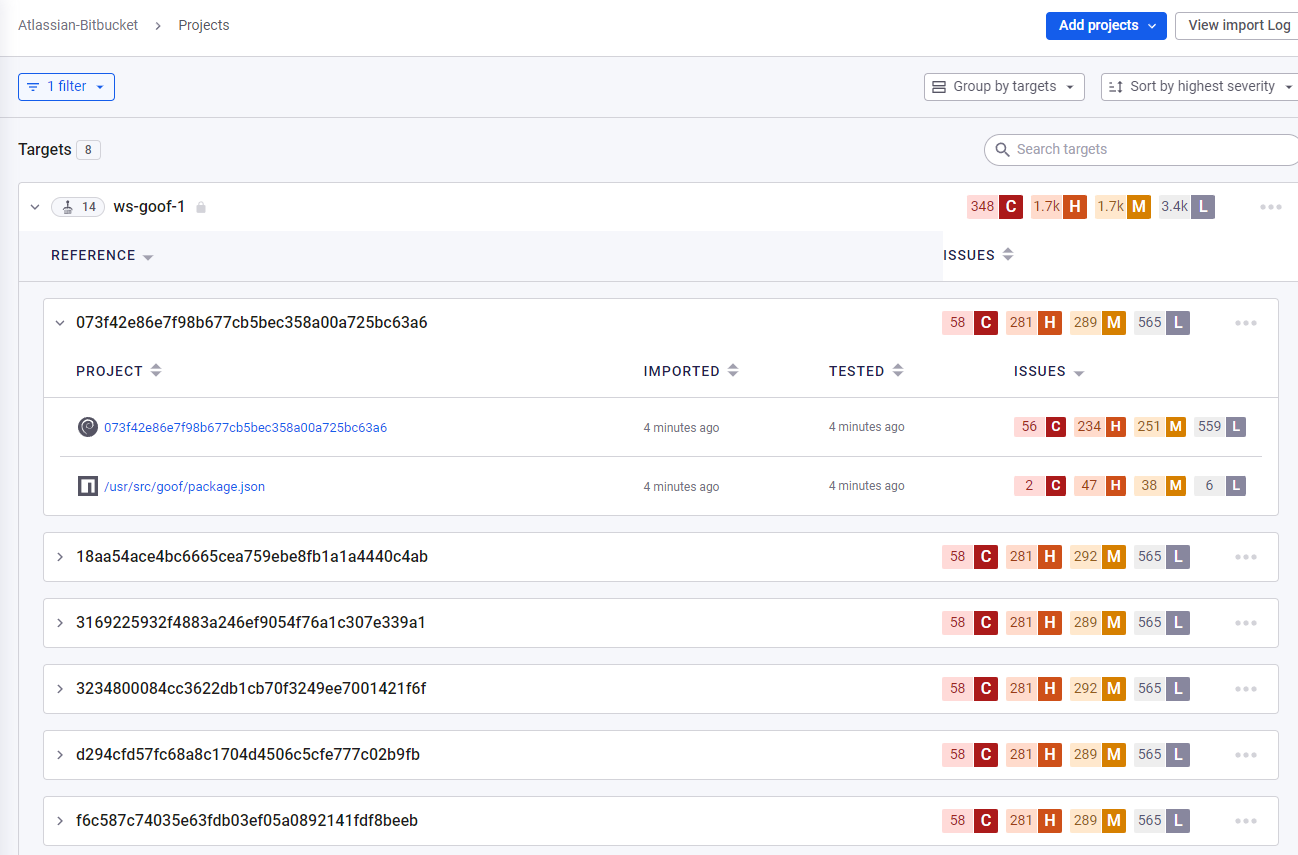 Atlassian-Bitbucket > Projects
Add projects
View import Log
1 filter
Group by targets
Sort by highest severity
Targets 8
Search targets
14 ws-goof-1 348 C 1.7k H 1.7k M 3.4k L
REFERENCE ISSUES
073f42e86e7f98b677cb5bec358a00a725bc63a6 58 C 281 H 289 M 565 L
PROJECT IMPORTED TESTED ISSUES
073f42e86e7f98b677cb5bec358a00a725bc63a6 4 minutes ago 4 minutes ago 56 C 234 H 251 M 559 L
/usr/src/goof/package.json 4 minutes ago 4 minutes ago 2 C 47 H 38 M 6 L
18aa54ace4bc6665cea759ebe8fb1a1a4440c4ab 58 C 281 H 292 M 565 L
3169225932f4883a246ef9054f76a1c307e339a1 58 C 281 H 289 M 565 L
3234800084cc3622db1cb70f3249ee7001421f6f 58 C 281 H 292 M 565 L
d294cfd57fc68a8c1704d4506c5cfe777c02b9fb 58 C 281 H 289 M 565 L
f6c587c74035e63fdb03ef05a0892141fdf8beeb 58 C 281 H 289 M 565 L